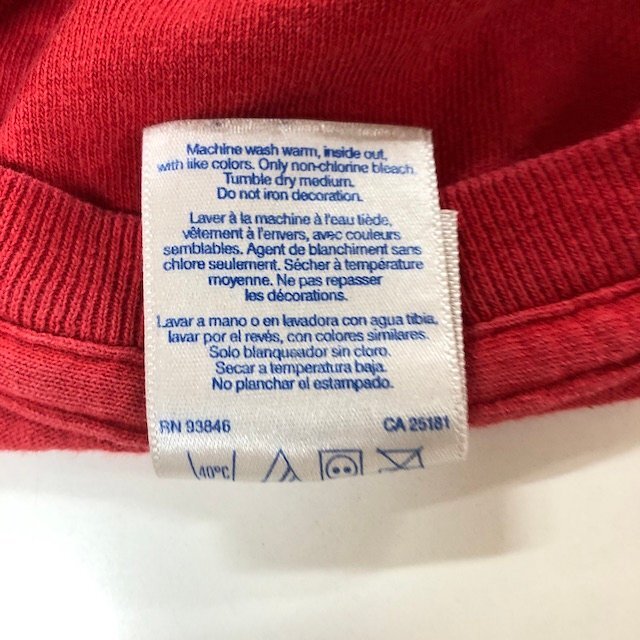 Machine wash warm, inside out,
with like colors. Only non-chlorine bleach.
Tumble dry medium.
Do not iron decoration.
Laver à la machine à l'eau tiède,
vêtement à l'envers, avec couleurs
semblables. Agent de blanchiment sans
chlore seulement. Sécher à température
moyenne. Ne pas repasser
les décorations.
Lavar a mano o en lavadora con agua tibia,
lavar por el revés, con colores similares.
Solo blanqueador sin cloro.
Secar a temperatura baja.
No planchar el estampado.
RN 93846 CA 25181
40°C